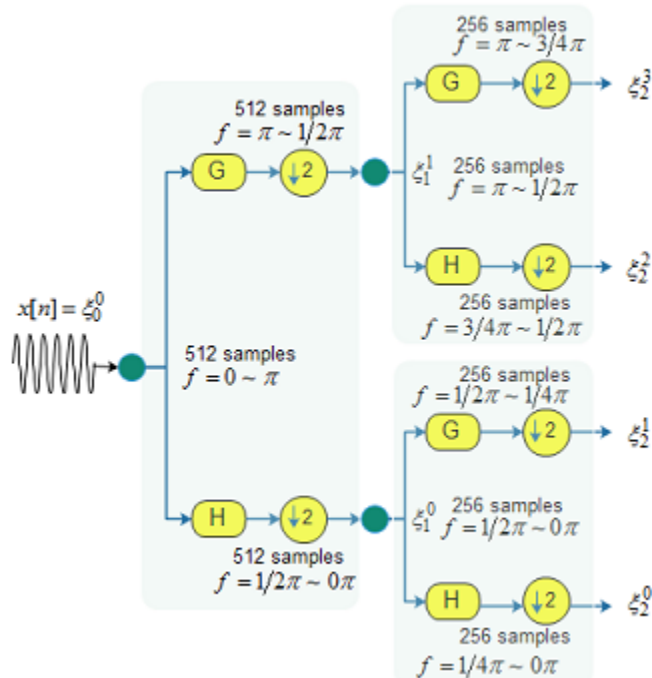 256 samples
f = π ~ 3/4π
G
↓2
ξ₂³
512 samples
f = π ~ 1/2π
G
↓2
ξ₁¹
256 samples
f = π ~ 1/2π
H
↓2
ξ₂²
256 samples
f = 3/4π ~ 1/2π
x[n] = ξ₀⁰
512 samples
f = 0 ~ π
256 samples
f = 1/2π ~ 1/4π
G
↓2
ξ₂¹
H
↓2
512 samples
f = 1/2π ~ 0π
ξ₁⁰
256 samples
f = 1/2π ~ 0π
H
↓2
ξ₂⁰
256 samples
f = 1/4π ~ 0π